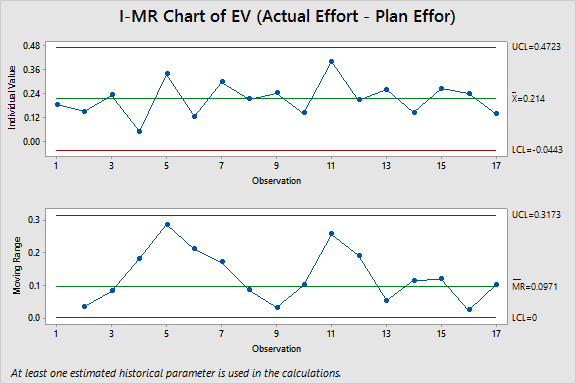 I-MR Chart of EV (Actual Effort - Plan Effor)
Individual Value
0.48
0.36
0.24
0.12
0.00
UCL=0.4723
X̅=0.214
LCL=-0.0443
1 3 5 7 9 11 13 15 17
Observation
Moving Range
0.3
0.2
0.1
0.0
UCL=0.3173
M̅R̅=0.0971
LCL=0
1 3 5 7 9 11 13 15 17
Observation
At least one estimated historical parameter is used in the calculations.